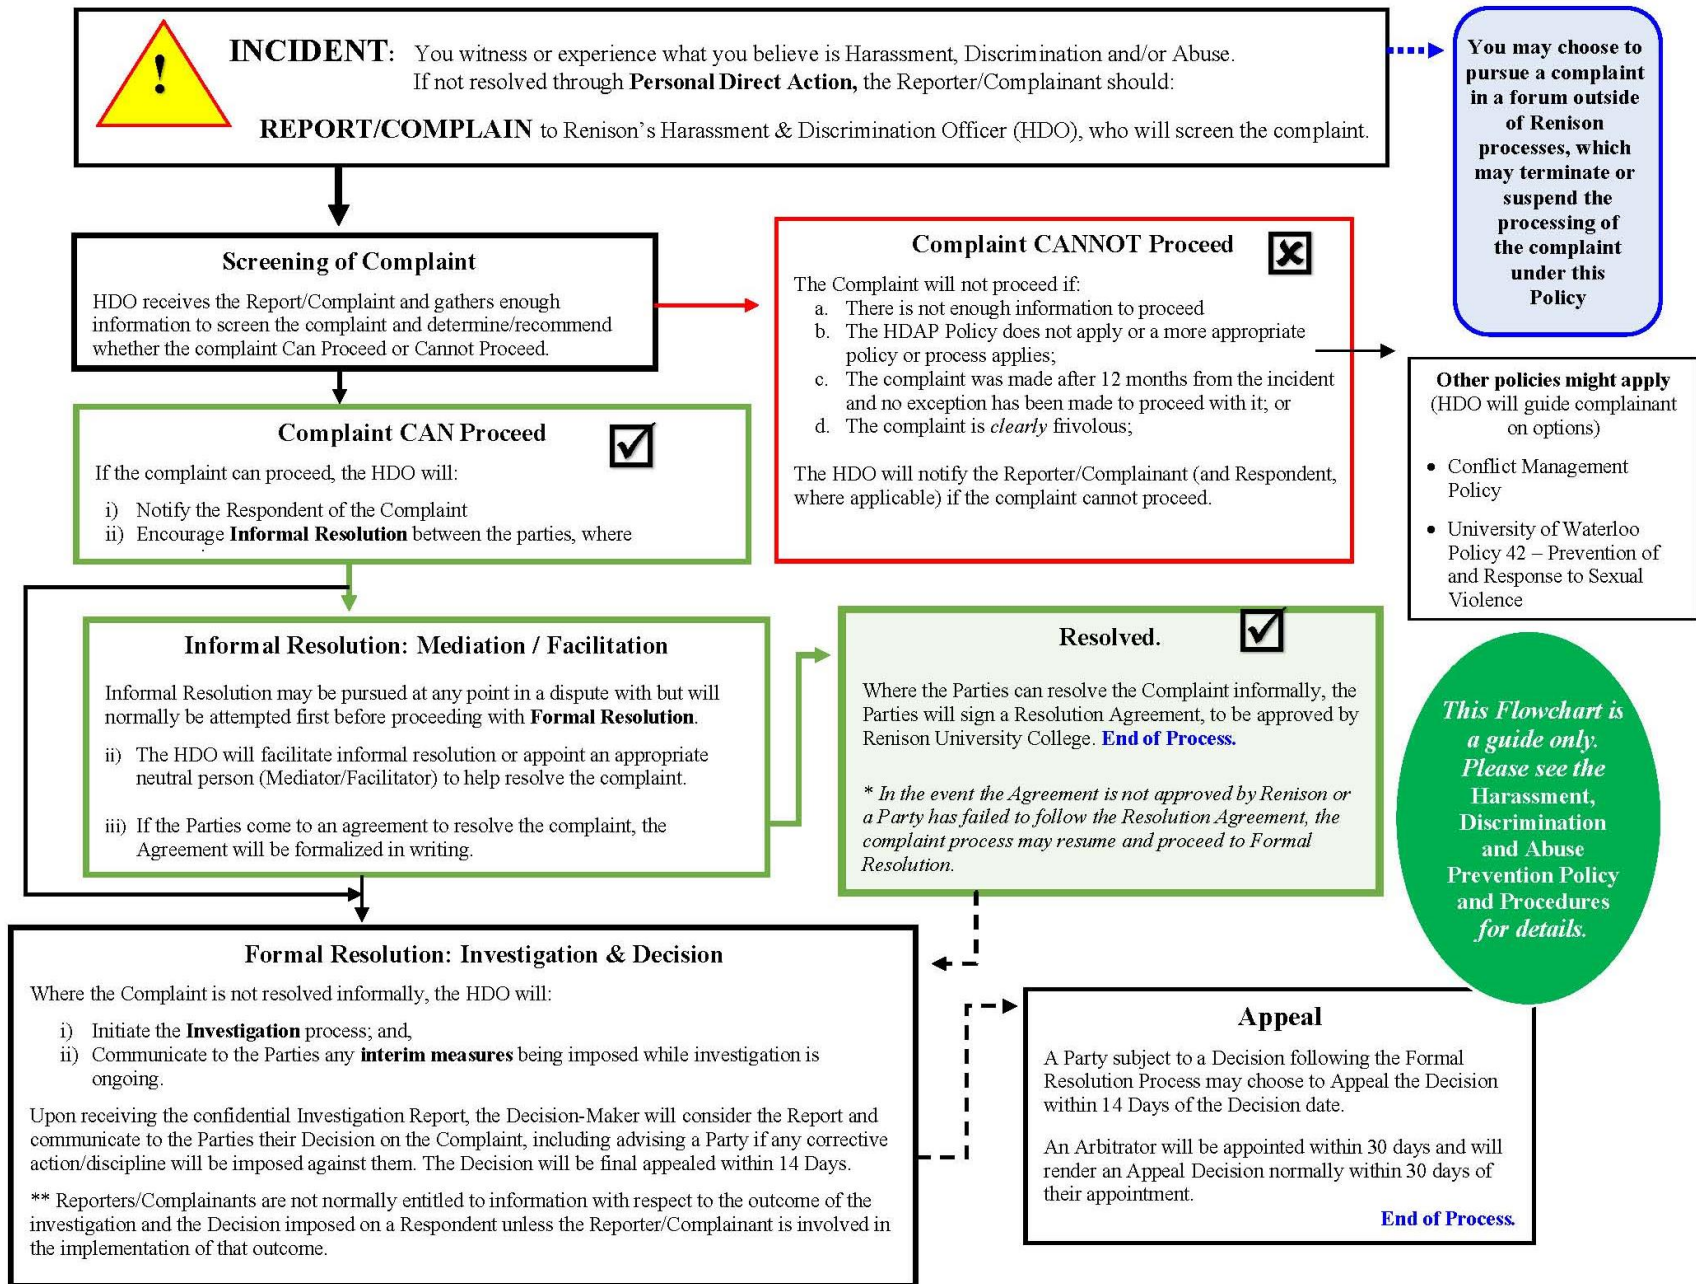 !
INCIDENT: You witness or experience what you believe is Harassment, Discrimination and/or Abuse.
If not resolved through Personal Direct Action, the Reporter/Complainant should:
REPORT/COMPLAIN to Renison's Harassment & Discrimination Officer (HDO), who will screen the complaint.
You may choose to
pursue a complaint
in a forum outside
of Renison
processes, which
may terminate or
suspend the
processing of
the complaint
under this
Policy
Screening of Complaint
HDO receives the Report/Complaint and gathers enough
information to screen the complaint and determine/recommend
whether the complaint Can Proceed or Cannot Proceed.
Complaint CANNOT Proceed
The Complaint will not proceed if:
a. There is not enough information to proceed
b. The HDAP Policy does not apply or a more appropriate
policy or process applies;
c. The complaint was made after 12 months from the incident
and no exception has been made to proceed with it; or
d. The complaint is clearly frivolous;
The HDO will notify the Reporter/Complainant (and Respondent,
where applicable) if the complaint cannot proceed.
Other policies might apply
(HDO will guide complainant
on options)
• Conflict Management
Policy
• University of Waterloo
Policy 42 – Prevention of
and Response to Sexual
Violence
Complaint CAN Proceed
If the complaint can proceed, the HDO will:
i) Notify the Respondent of the Complaint
ii) Encourage Informal Resolution between the parties, where
Informal Resolution: Mediation / Facilitation
Informal Resolution may be pursued at any point in a dispute with but will
normally be attempted first before proceeding with Formal Resolution.
ii) The HDO will facilitate informal resolution or appoint an appropriate
neutral person (Mediator/Facilitator) to help resolve the complaint.
iii) If the Parties come to an agreement to resolve the complaint, the
Agreement will be formalized in writing.
Resolved.
Where the Parties can resolve the Complaint informally, the
Parties will sign a Resolution Agreement, to be approved by
Renison University College. End of Process.
* In the event the Agreement is not approved by Renison or
a Party has failed to follow the Resolution Agreement, the
complaint process may resume and proceed to Formal
Resolution.
This Flowchart is
a guide only.
Please see the
Harassment,
Discrimination
and Abuse
Prevention Policy
and Procedures
for details.
Formal Resolution: Investigation & Decision
Where the Complaint is not resolved informally, the HDO will:
i) Initiate the Investigation process; and,
ii) Communicate to the Parties any interim measures being imposed while investigation is
ongoing.
Upon receiving the confidential Investigation Report, the Decision-Maker will consider the Report and
communicate to the Parties their Decision on the Complaint, including advising a Party if any corrective
action/discipline will be imposed against them. The Decision will be final appealed within 14 Days.
** Reporters/Complainants are not normally entitled to information with respect to the outcome of the
investigation and the Decision imposed on a Respondent unless the Reporter/Complainant is involved in
the implementation of that outcome.
Appeal
A Party subject to a Decision following the Formal
Resolution Process may choose to Appeal the Decision
within 14 Days of the Decision date.
An Arbitrator will be appointed within 30 days and will
render an Appeal Decision normally within 30 days of
their appointment.
End of Process.